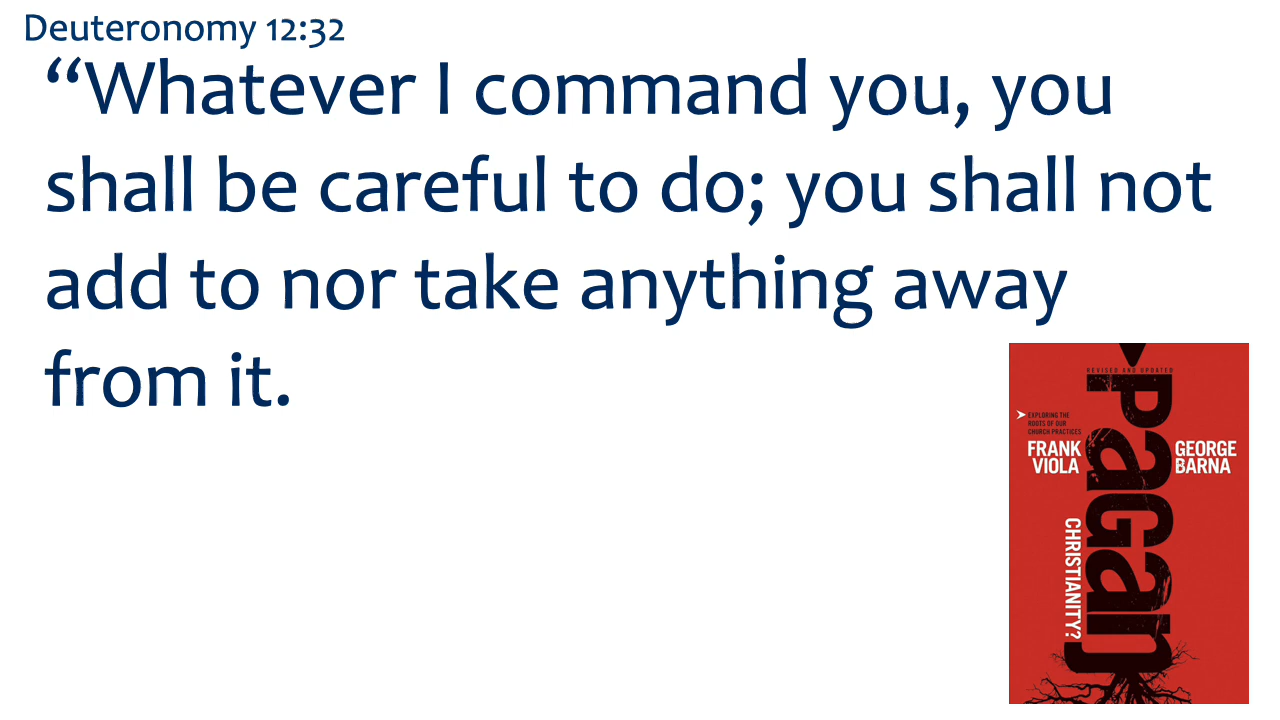 Deuteronomy 12:32
“Whatever I command you, you
shall be careful to do; you shall not
add to nor take anything away
from it.
REVISED AND UPDATED
EXPLORING THE
ROOTS OF OUR
CHURCH PRACTICES
FRANK
VIOLA
GEORGE
BARNA
Pagan
CHRISTIANITY?